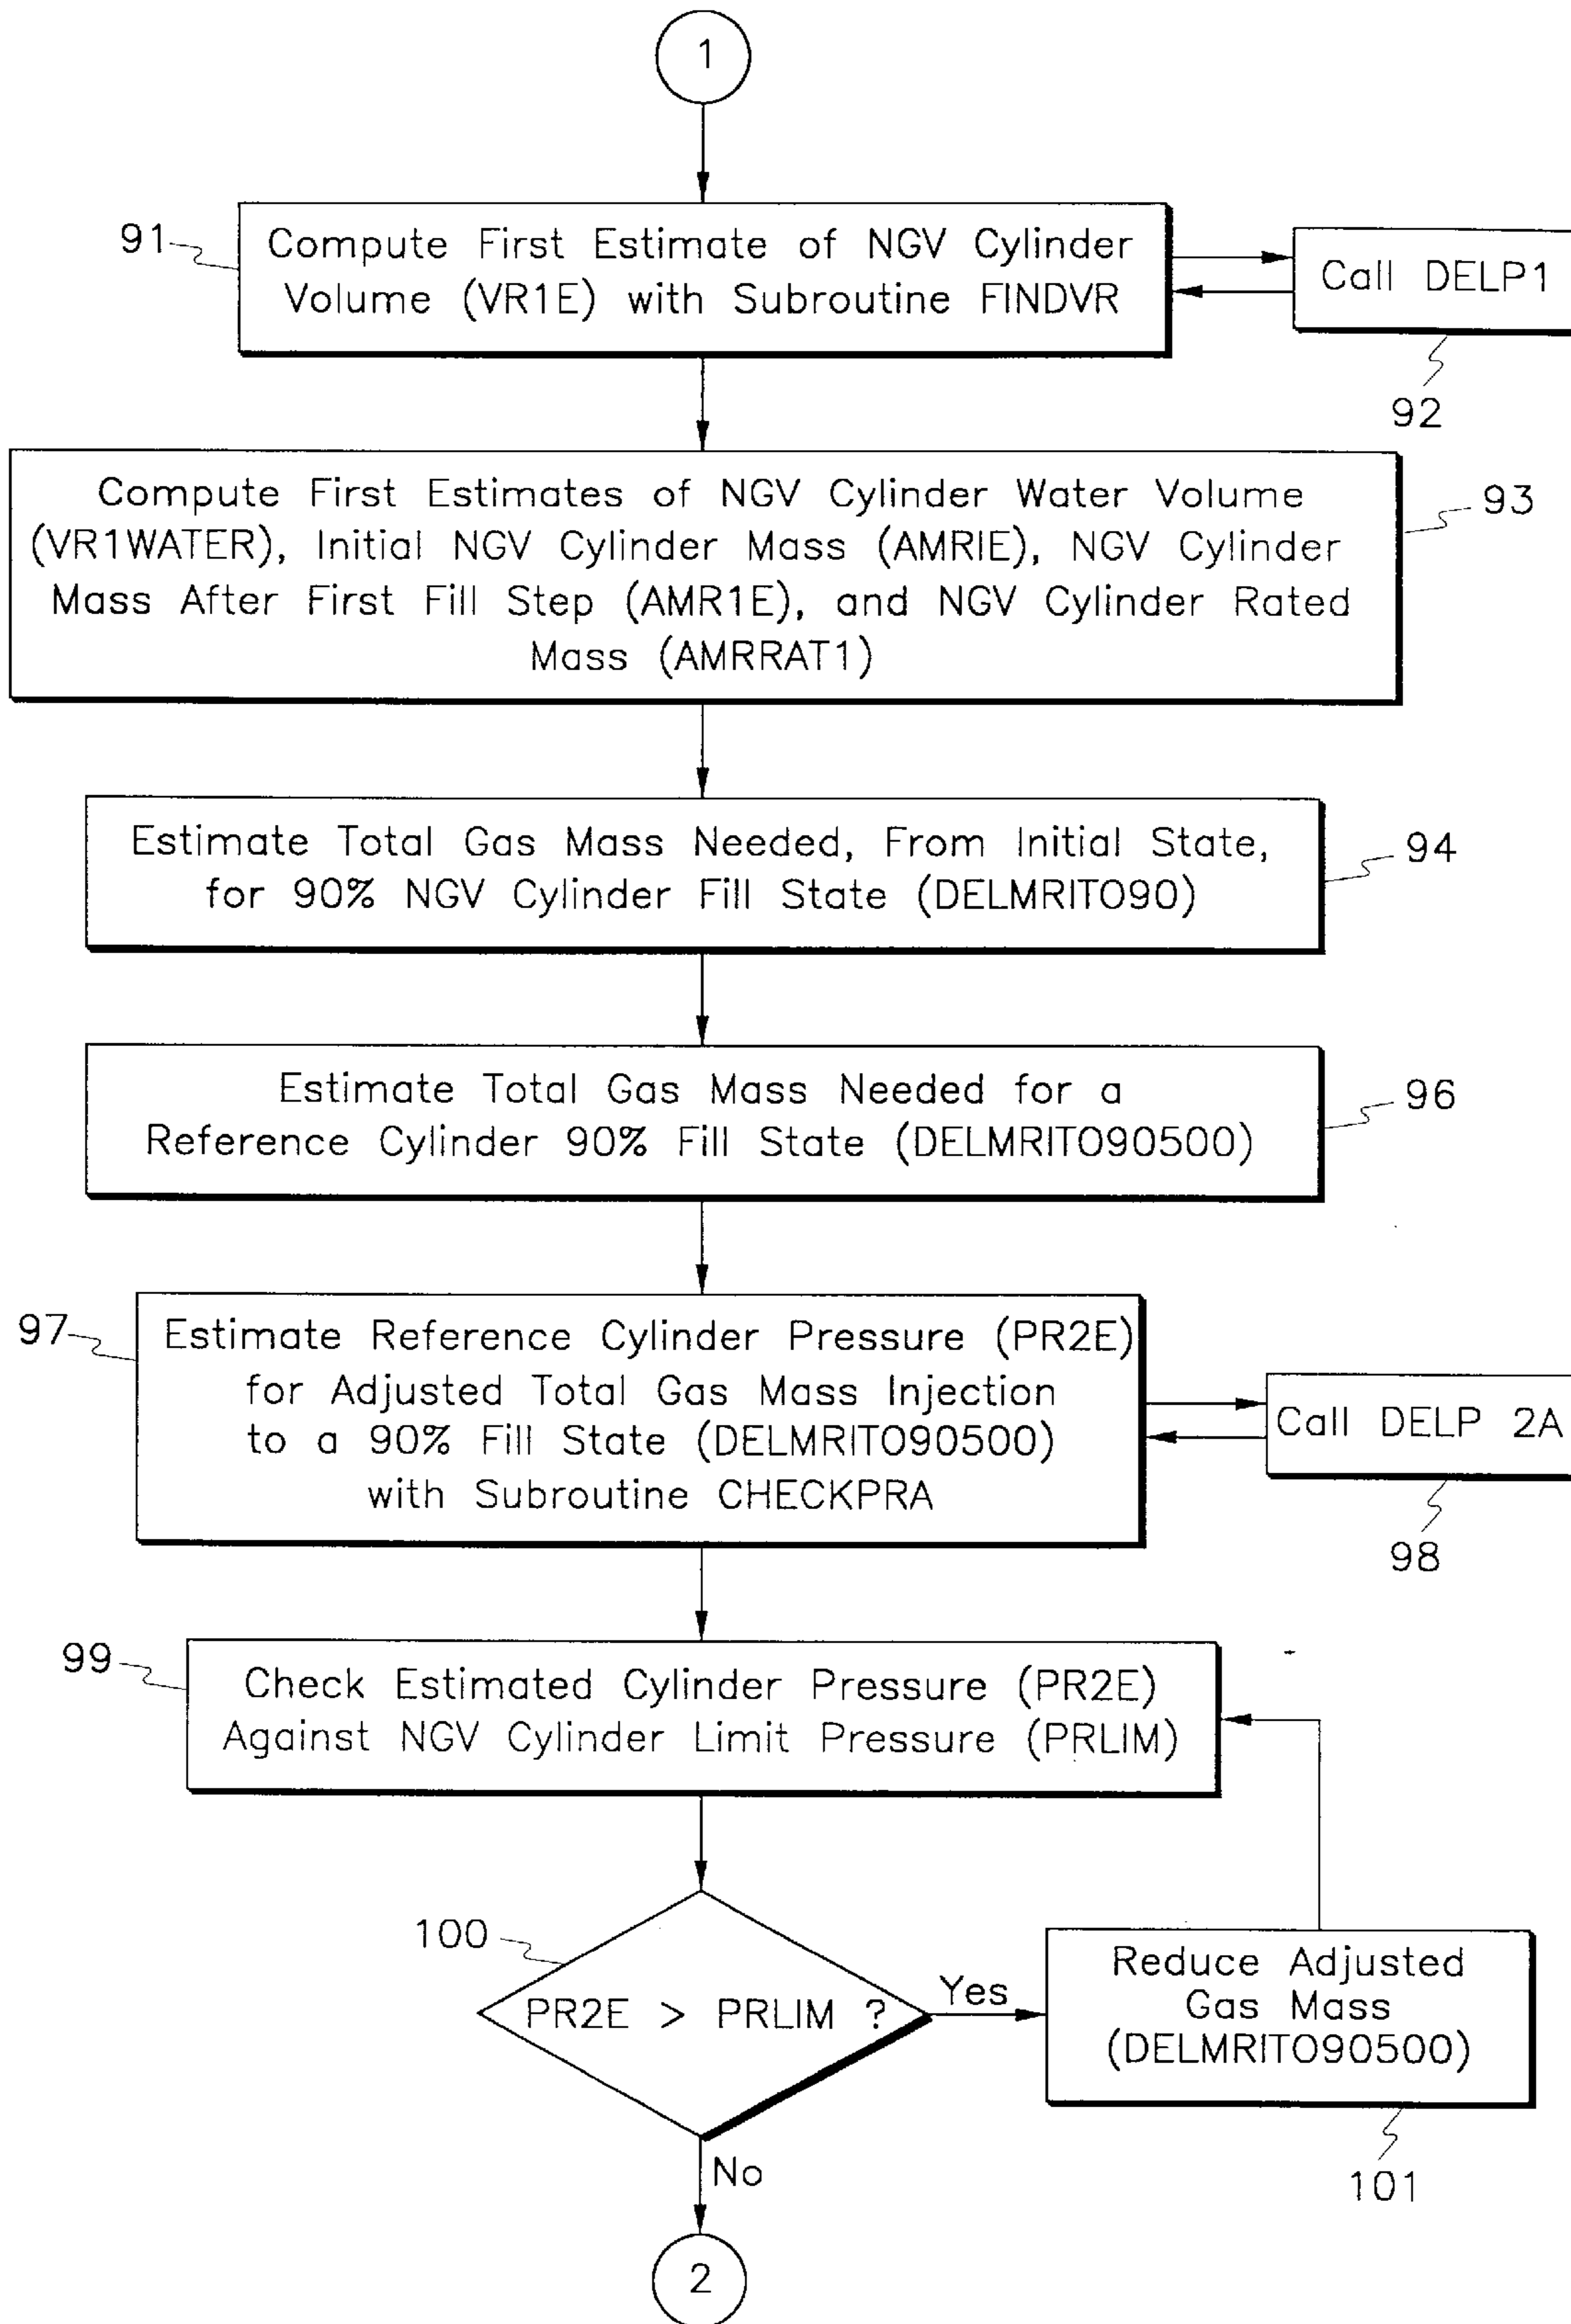 1
91
Compute First Estimate of NGV Cylinder
Volume (VR1E) with Subroutine FINDVR
Call DELP1
92
Compute First Estimates of NGV Cylinder Water Volume
(VR1WATER), Initial NGV Cylinder Mass (AMRIE), NGV Cylinder
Mass After First Fill Step (AMR1E), and NGV Cylinder Rated
Mass (AMRRAT1)
93
Estimate Total Gas Mass Needed, From Initial State,
for 90% NGV Cylinder Fill State (DELMRITO90)
94
Estimate Total Gas Mass Needed for a
Reference Cylinder 90% Fill State (DELMRITO90500)
96
97
Estimate Reference Cylinder Pressure (PR2E)
for Adjusted Total Gas Mass Injection
to a 90% Fill State (DELMRITO90500)
with Subroutine CHECKPRA
Call DELP 2A
98
99
Check Estimated Cylinder Pressure (PR2E)
Against NGV Cylinder Limit Pressure (PRLIM)
100
PR2E > PRLIM ?
Yes
Reduce Adjusted
Gas Mass
(DELMRITO90500)
101
No
2